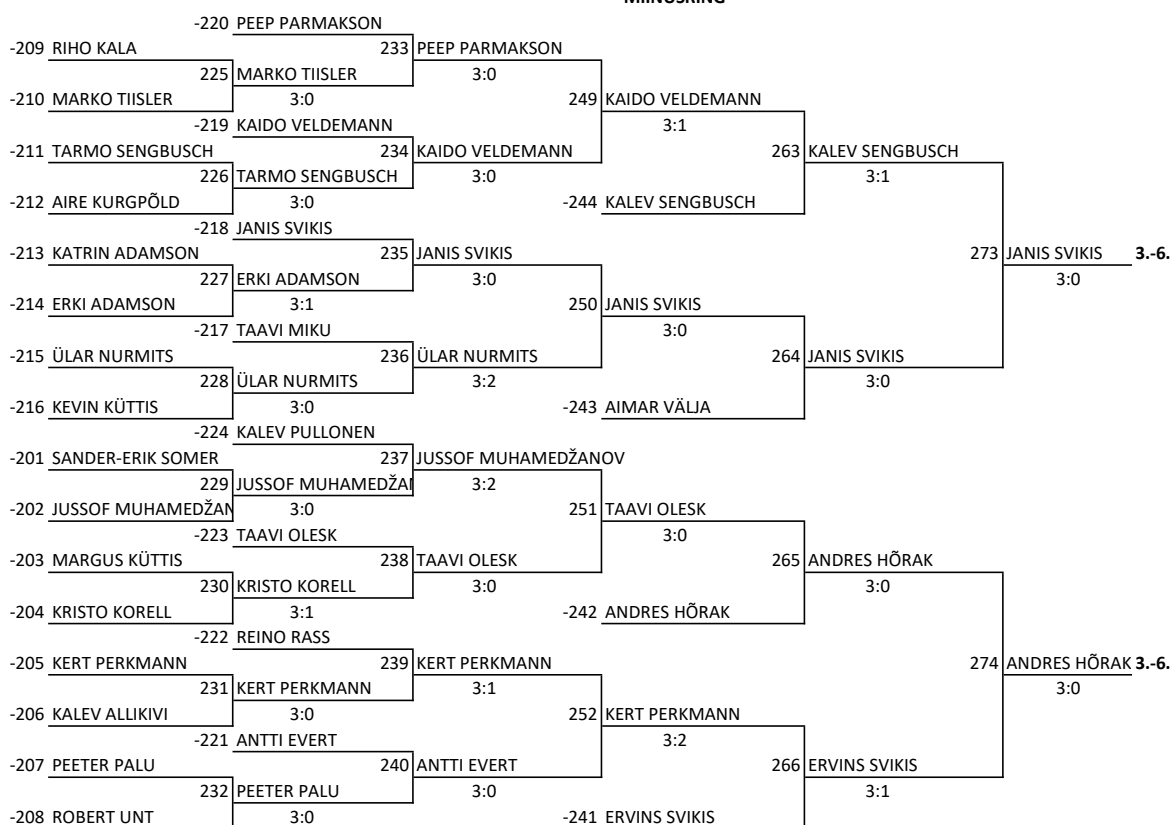 MIINUSRING
-220 PEEP PARMAKSON
-209 RIHO KALA 233 PEEP PARMAKSON
225 MARKO TIISLER 3:0
-210 MARKO TIISLER 3:0 249 KAIDO VELDEMANN
-219 KAIDO VELDEMANN 3:1
-211 TARMO SENGBUSCH 234 KAIDO VELDEMANN 263 KALEV SENGBUSCH
226 TARMO SENGBUSCH 3:0 3:1
-212 AIRE KURGPÕLD 3:0 -244 KALEV SENGBUSCH
-218 JANIS SVIKIS
-213 KATRIN ADAMSON 235 JANIS SVIKIS 273 JANIS SVIKIS 3.-6.
227 ERKI ADAMSON 3:0 3:0
-214 ERKI ADAMSON 3:1 250 JANIS SVIKIS
-217 TAAVI MIKU 3:0
-215 ÜLAR NURMITS 236 ÜLAR NURMITS 264 JANIS SVIKIS
228 ÜLAR NURMITS 3:2 3:0
-216 KEVIN KÜTTIS 3:0 -243 AIMAR VÄLJA
-224 KALEV PULLONEN
-201 SANDER-ERIK SOMER 237 JUSSOF MUHAMEDŽANOV
229 JUSSOF MUHAMEDŽA 3:2
-202 JUSSOF MUHAMEDŽAN 3:0 251 TAAVI OLESK
-223 TAAVI OLESK 3:0
-203 MARGUS KÜTTIS 238 TAAVI OLESK 265 ANDRES HÕRAK
230 KRISTO KORELL 3:0 3:0
-204 KRISTO KORELL 3:1 -242 ANDRES HÕRAK
-222 REINO RASS
-205 KERT PERKMANN 239 KERT PERKMANN 274 ANDRES HÕRAK 3.-6.
231 KERT PERKMANN 3:1 3:0
-206 KALEV ALLIKIVI 3:0 252 KERT PERKMANN
-221 ANTTI EVERT 3:2
-207 PEETER PALU 240 ANTTI EVERT 266 ERVINS SVIKIS
232 PEETER PALU 3:0 3:1
-208 ROBERT UNT 3:0 -241 ERVINS SVIKIS